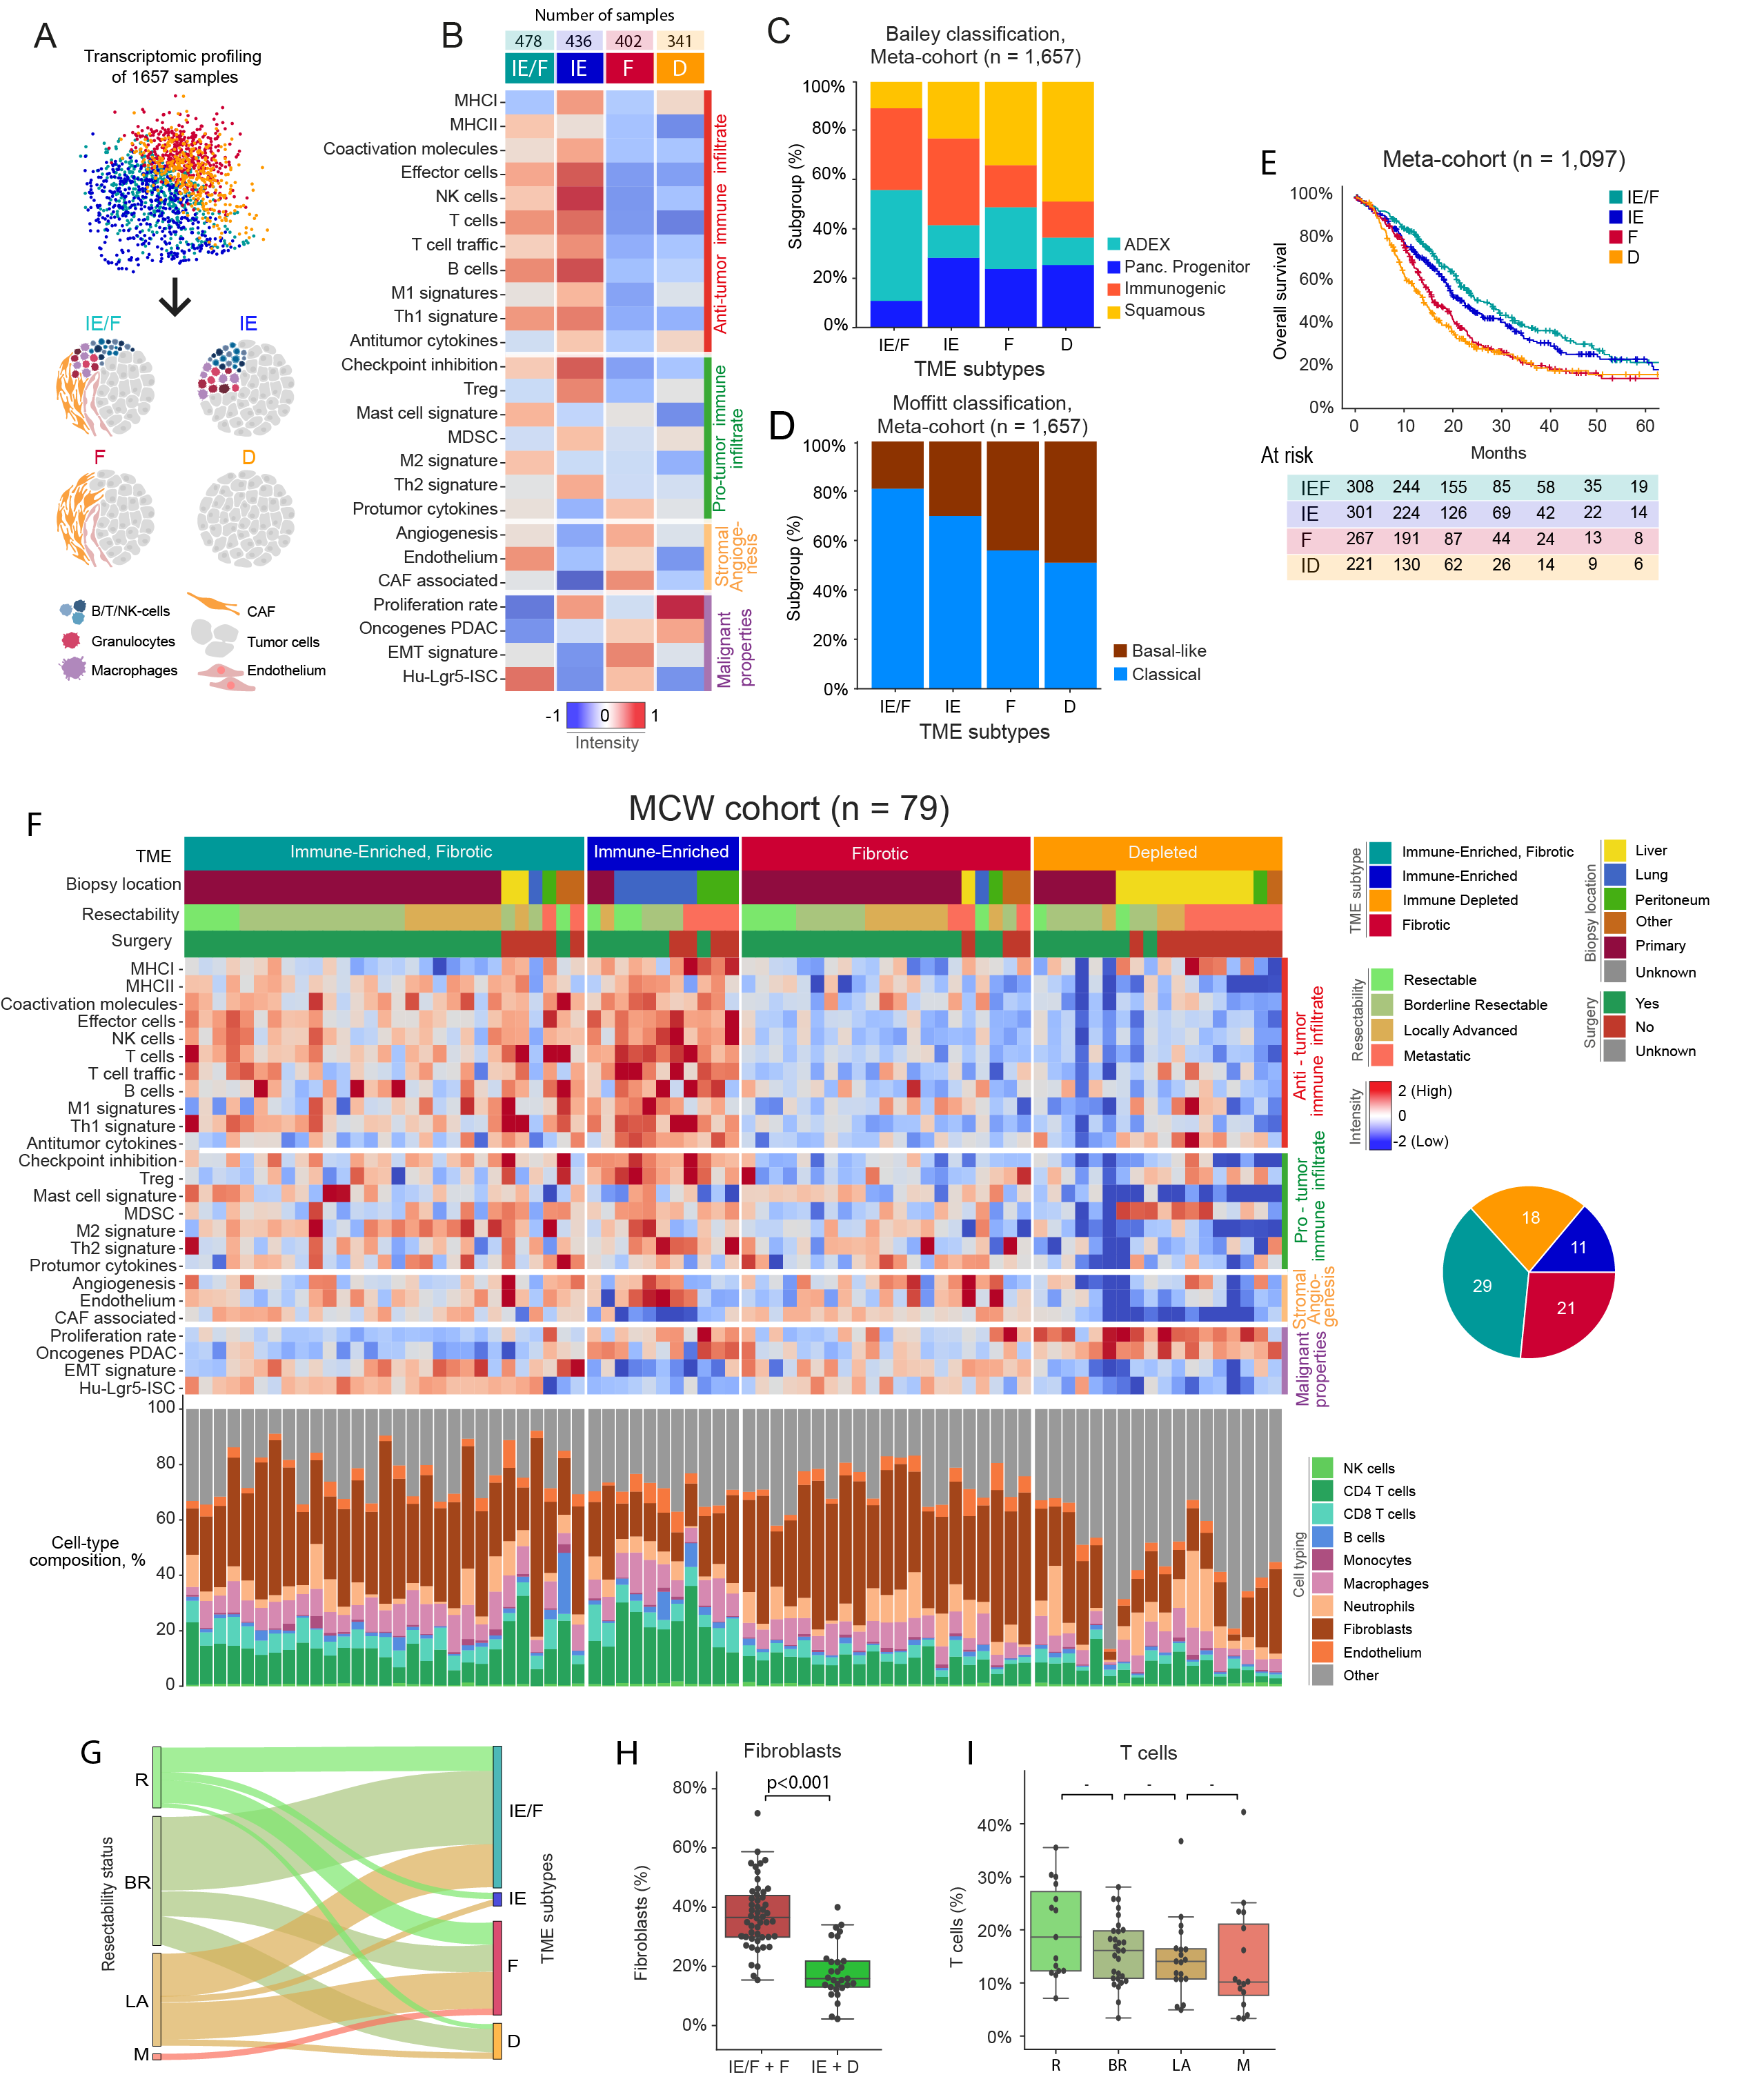 A
Transcriptomic profiling
of 1657 samples
IE/F
IE
F
D
B/T/NK-cells
Granulocytes
Macrophages
CAF
Tumor cells
Endothelium
B
Number of samples
478 436 402 341
IE/F IE F D
MHCI
MHCII
Coactivation molecules
Effector cells
NK cells
T cells
T cell traffic
B cells
M1 signatures
Th1 signature
Antitumor cytokines
Checkpoint inhibition
Treg
Mast cell signature
MDSC
M2 signature
Th2 signature
Protumor cytokines
Angiogenesis
Endothelium
CAF associated
Proliferation rate
Oncogenes PDAC
EMT signature
Hu-Lgr5-ISC
Anti-tumor immune infiltrate
Pro-tumor immune
infiltrate
Stromal
Angioge-
nesis
Malignant
properties
-1 0 1
Intensity
C
Bailey classification,
Meta-cohort (n = 1,657)
Subgroup (%)
100%
80%
60%
40%
20%
0%
IE/F IE F D
TME subtypes
ADEX
Panc. Progenitor
Immunogenic
Squamous
D
Moffitt classification,
Meta-cohort (n = 1,657)
Subgroup (%)
100%
80%
60%
40%
20%
0%
IE/F IE F D
TME subtypes
Basal-like
Classical
E
Meta-cohort (n = 1,097)
Overall survival
100%
80%
60%
40%
20%
0%
IE/F
IE
F
D
0 10 20 30 40 50 60
Months
At risk
IEF 308 244 155 85 58 35 19
IE 301 224 126 69 42 22 14
F 267 191 87 44 24 13 8
ID 221 130 62 26 14 9 6
F
MCW cohort (n = 79)
TME
Immune-Enriched, Fibrotic Immune-Enriched Fibrotic Depleted
Biopsy location
Resectability
Surgery
MHCI
MHCII
Coactivation molecules
Effector cells
NK cells
T cells
T cell traffic
B cells
M1 signatures
Th1 signature
Antitumor cytokines
Checkpoint inhibition
Treg
Mast cell signature
MDSC
M2 signature
Th2 signature
Protumor cytokines
Angiogenesis
Endothelium
CAF associated
Proliferation rate
Oncogenes PDAC
EMT signature
Hu-Lgr5-ISC
Anti - tumor
immune infiltrate
Pro - tumor
immune infiltrate
Stromal
Angio-
genesis
Malignant
properties
TME subtype
Immune-Enriched, Fibrotic
Immune-Enriched
Immune Depleted
Fibrotic
Resectability
Resectable
Borderline Resectable
Locally Advanced
Metastatic
Intensity
2 (High)
0
-2 (Low)
Biopsy location
Liver
Lung
Peritoneum
Other
Primary
Unknown
Surgery
Yes
No
Unknown
18
11
29
21
Cell-type
composition, %
100
80
60
40
20
0
Cell typing
NK cells
CD4 T cells
CD8 T cells
B cells
Monocytes
Macrophages
Neutrophils
Fibroblasts
Endothelium
Other
G
Resectability status
R
BR
LA
M
IE/F
IE
F
D
TME subtypes
H
Fibroblasts
p<0.001
Fibroblasts (%)
80%
60%
40%
20%
0%
IE/F + F IE + D
I
T cells
- - -
T cells (%)
40%
30%
20%
10%
0%
R BR LA M